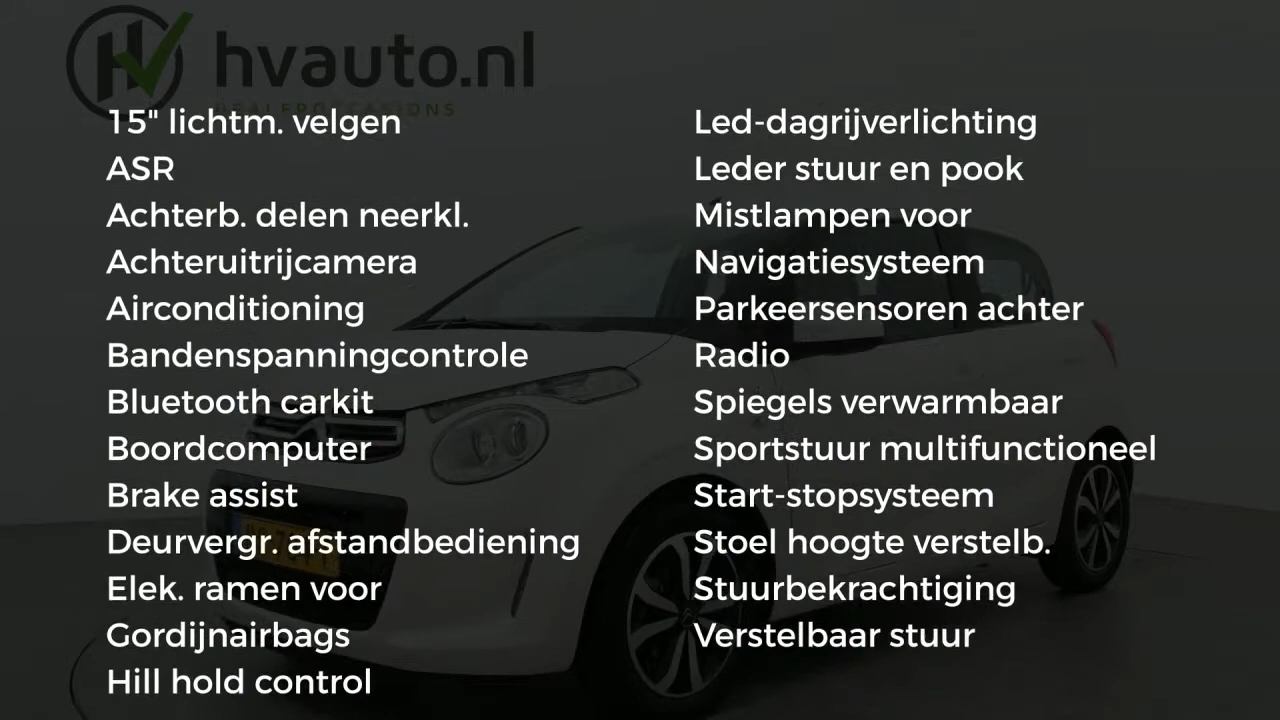 hvauto.nl
DEALEROCCASIONS
15" lichtm. velgen
ASR
Achterb. delen neerkl.
Achteruitrijcamera
Airconditioning
Bandenspanningcontrole
Bluetooth carkit
Boordcomputer
Brake assist
Deurvergr. afstandbediening
Elek. ramen voor
Gordijnairbags
Hill hold control
Led-dagrijverlichting
Leder stuur en pook
Mistlampen voor
Navigatiesysteem
Parkeersensoren achter
Radio
Spiegels verwarmbaar
Sportstuur multifunctioneel
Start-stopsysteem
Stoel hoogte verstelb.
Stuurbekrachtiging
Verstelbaar stuur